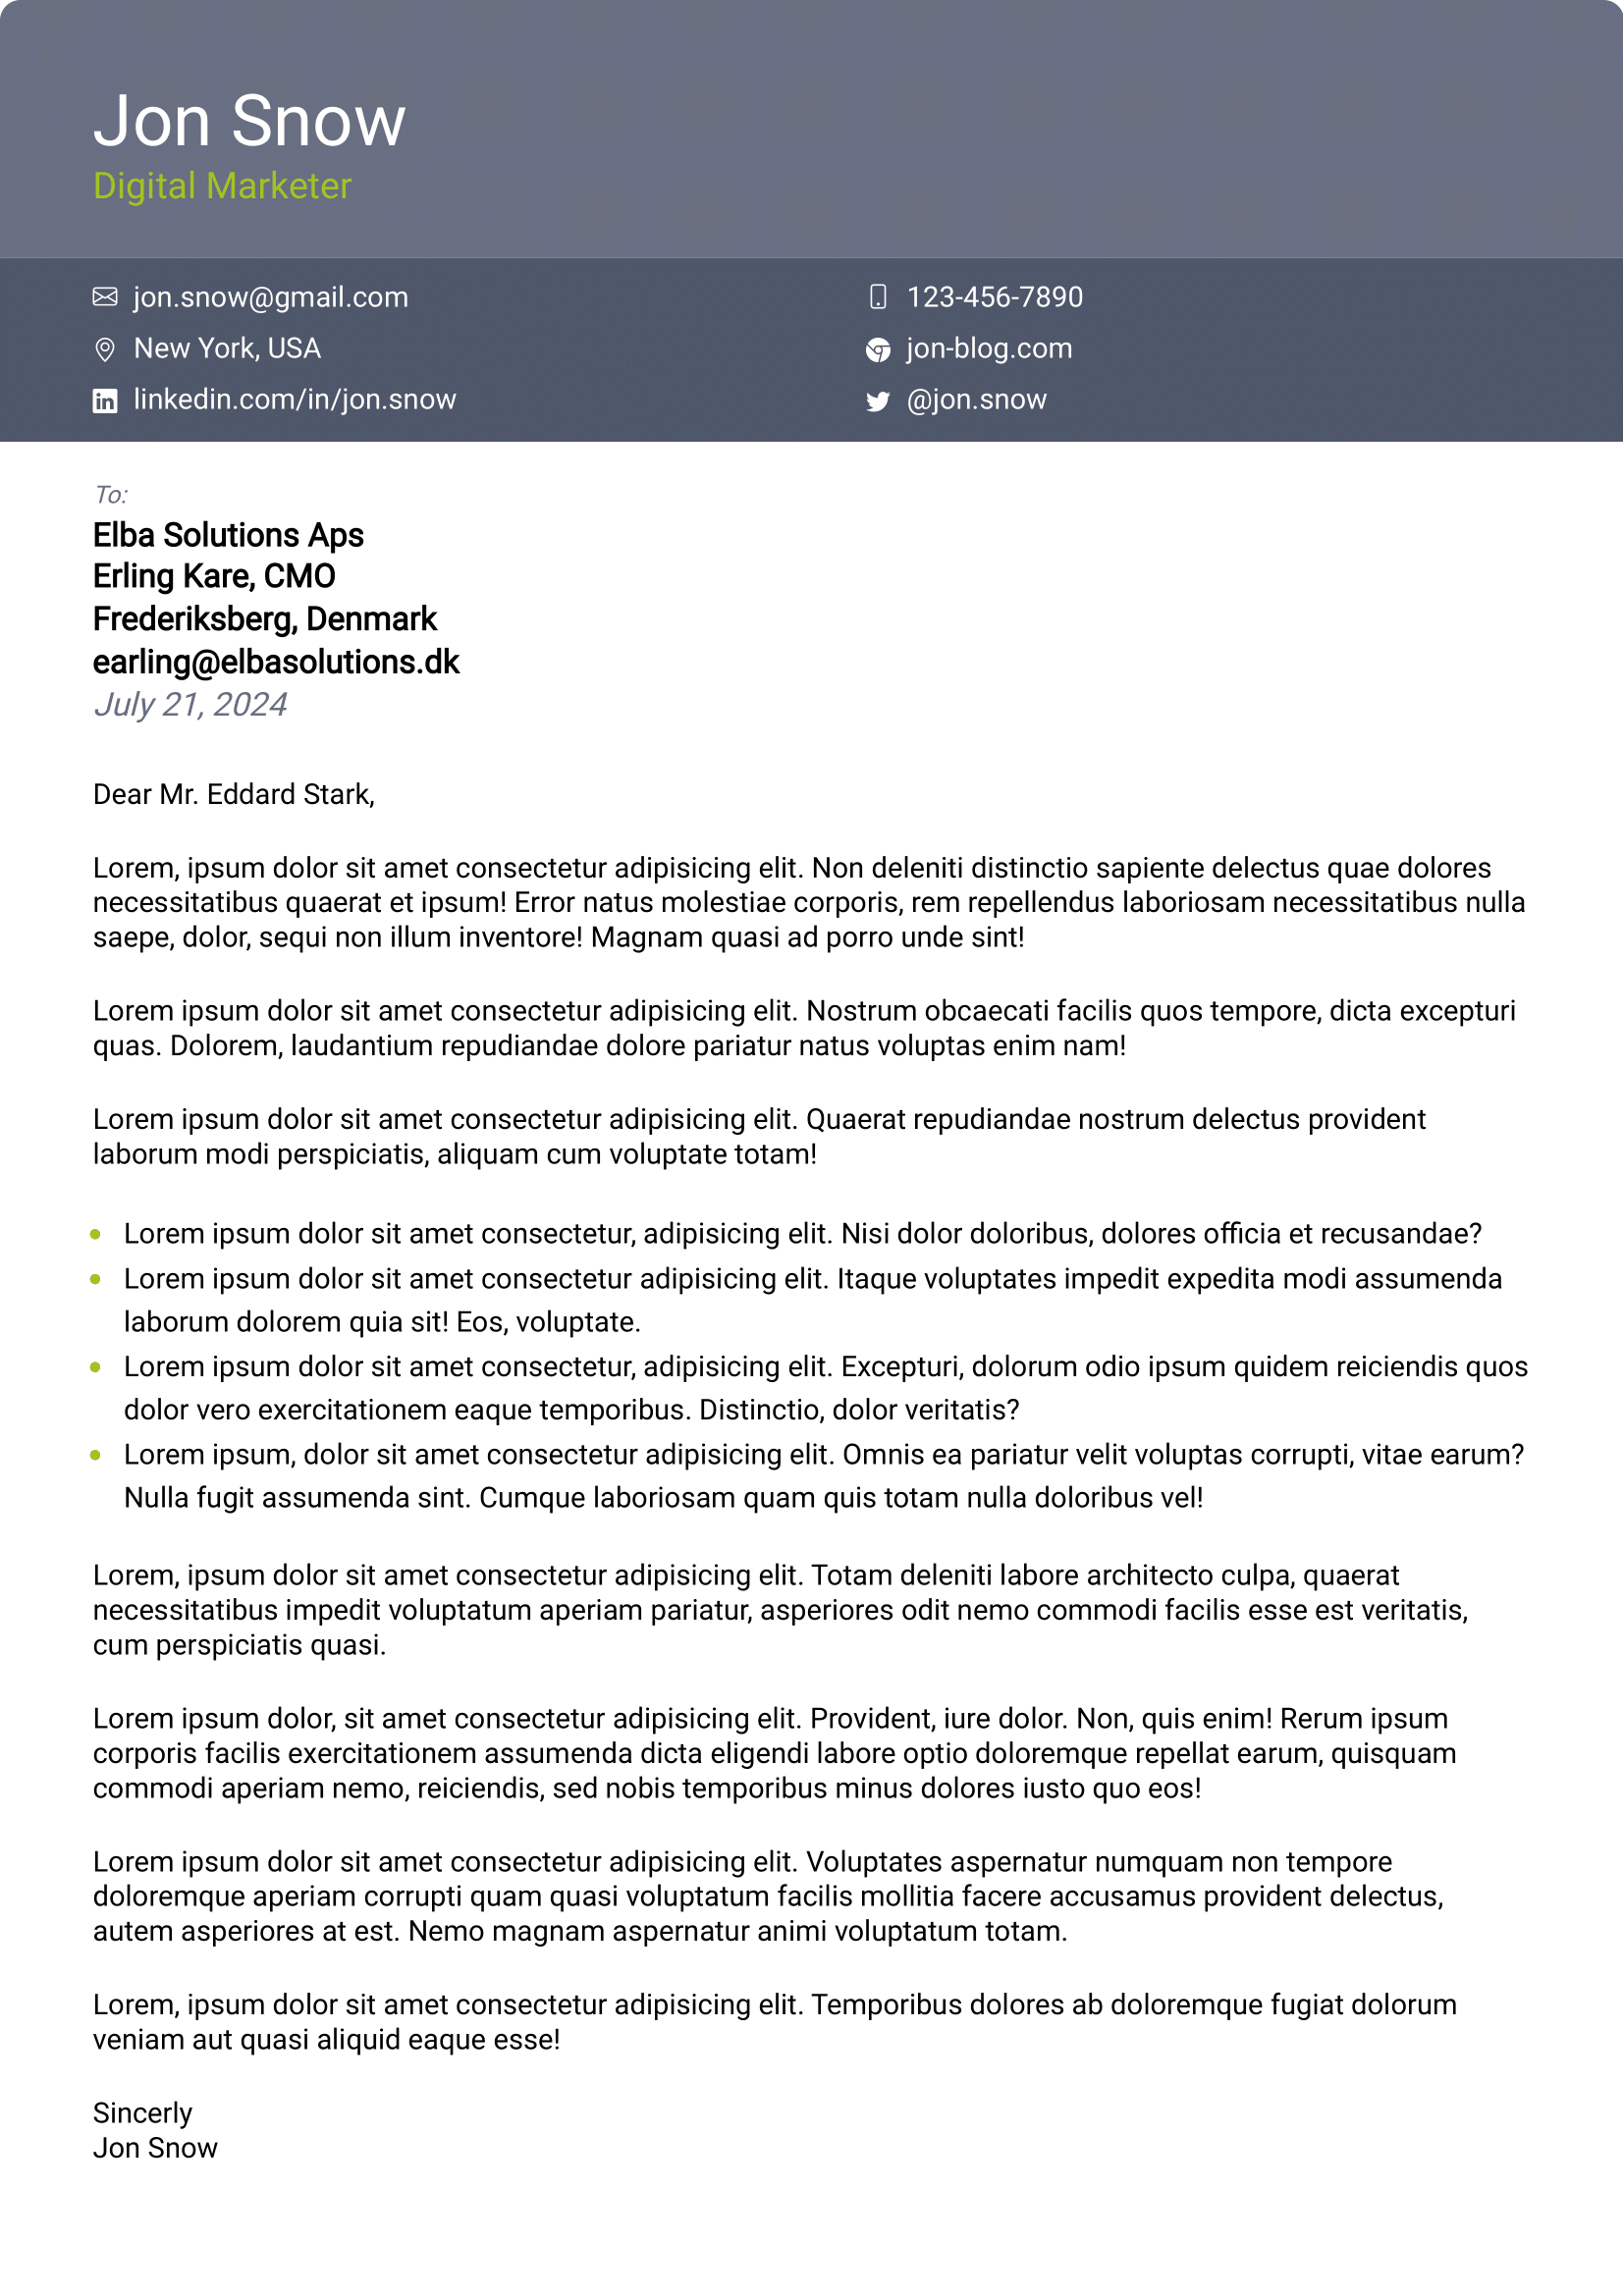 Jon Snow
Digital Marketer
jon.snow@gmail.com
123-456-7890
New York, USA
jon-blog.com
linkedin.com/in/jon.snow
@jon.snow
To:
Elba Solutions Aps
Erling Kare, CMO
Frederiksberg, Denmark
earling@elbasolutions.dk
July 21, 2024
Dear Mr. Eddard Stark,
Lorem, ipsum dolor sit amet consectetur adipisicing elit. Non deleniti distinctio sapiente delectus quae dolores
necessitatibus quaerat et ipsum! Error natus molestiae corporis, rem repellendus laboriosam necessitatibus nulla
saepe, dolor, sequi non illum inventore! Magnam quasi ad porro unde sint!
Lorem ipsum dolor sit amet consectetur adipisicing elit. Nostrum obcaecati facilis quos tempore, dicta excepturi
quas. Dolorem, laudantium repudiandae dolore pariatur natus voluptas enim nam!
Lorem ipsum dolor sit amet consectetur adipisicing elit. Quaerat repudiandae nostrum delectus provident
laborum modi perspiciatis, aliquam cum voluptate totam!
• Lorem ipsum dolor sit amet consectetur, adipisicing elit. Nisi dolor doloribus, dolores officia et recusandae?
• Lorem ipsum dolor sit amet consectetur adipisicing elit. Itaque voluptates impedit expedita modi assumenda
laborum dolorem quia sit! Eos, voluptate.
• Lorem ipsum dolor sit amet consectetur, adipisicing elit. Excepturi, dolorum odio ipsum quidem reiciendis quos
dolor vero exercitationem eaque temporibus. Distinctio, dolor veritatis?
• Lorem ipsum, dolor sit amet consectetur adipisicing elit. Omnis ea pariatur velit voluptas corrupti, vitae earum?
Nulla fugit assumenda sint. Cumque laboriosam quam quis totam nulla doloribus vel!
Lorem, ipsum dolor sit amet consectetur adipisicing elit. Totam deleniti labore architecto culpa, quaerat
necessitatibus impedit voluptatum aperiam pariatur, asperiores odit nemo commodi facilis esse est veritatis,
cum perspiciatis quasi.
Lorem ipsum dolor, sit amet consectetur adipisicing elit. Provident, iure dolor. Non, quis enim! Rerum ipsum
corporis facilis exercitationem assumenda dicta eligendi labore optio doloremque repellat earum, quisquam
commodi aperiam nemo, reiciendis, sed nobis temporibus minus dolores iusto quo eos!
Lorem ipsum dolor sit amet consectetur adipisicing elit. Voluptates aspernatur numquam non tempore
doloremque aperiam corrupti quam quasi voluptatum facilis mollitia facere accusamus provident delectus,
autem asperiores at est. Nemo magnam aspernatur animi voluptatum totam.
Lorem, ipsum dolor sit amet consectetur adipisicing elit. Temporibus dolores ab doloremque fugiat dolorum
veniam aut quasi aliquid eaque esse!
Sincerly
Jon Snow